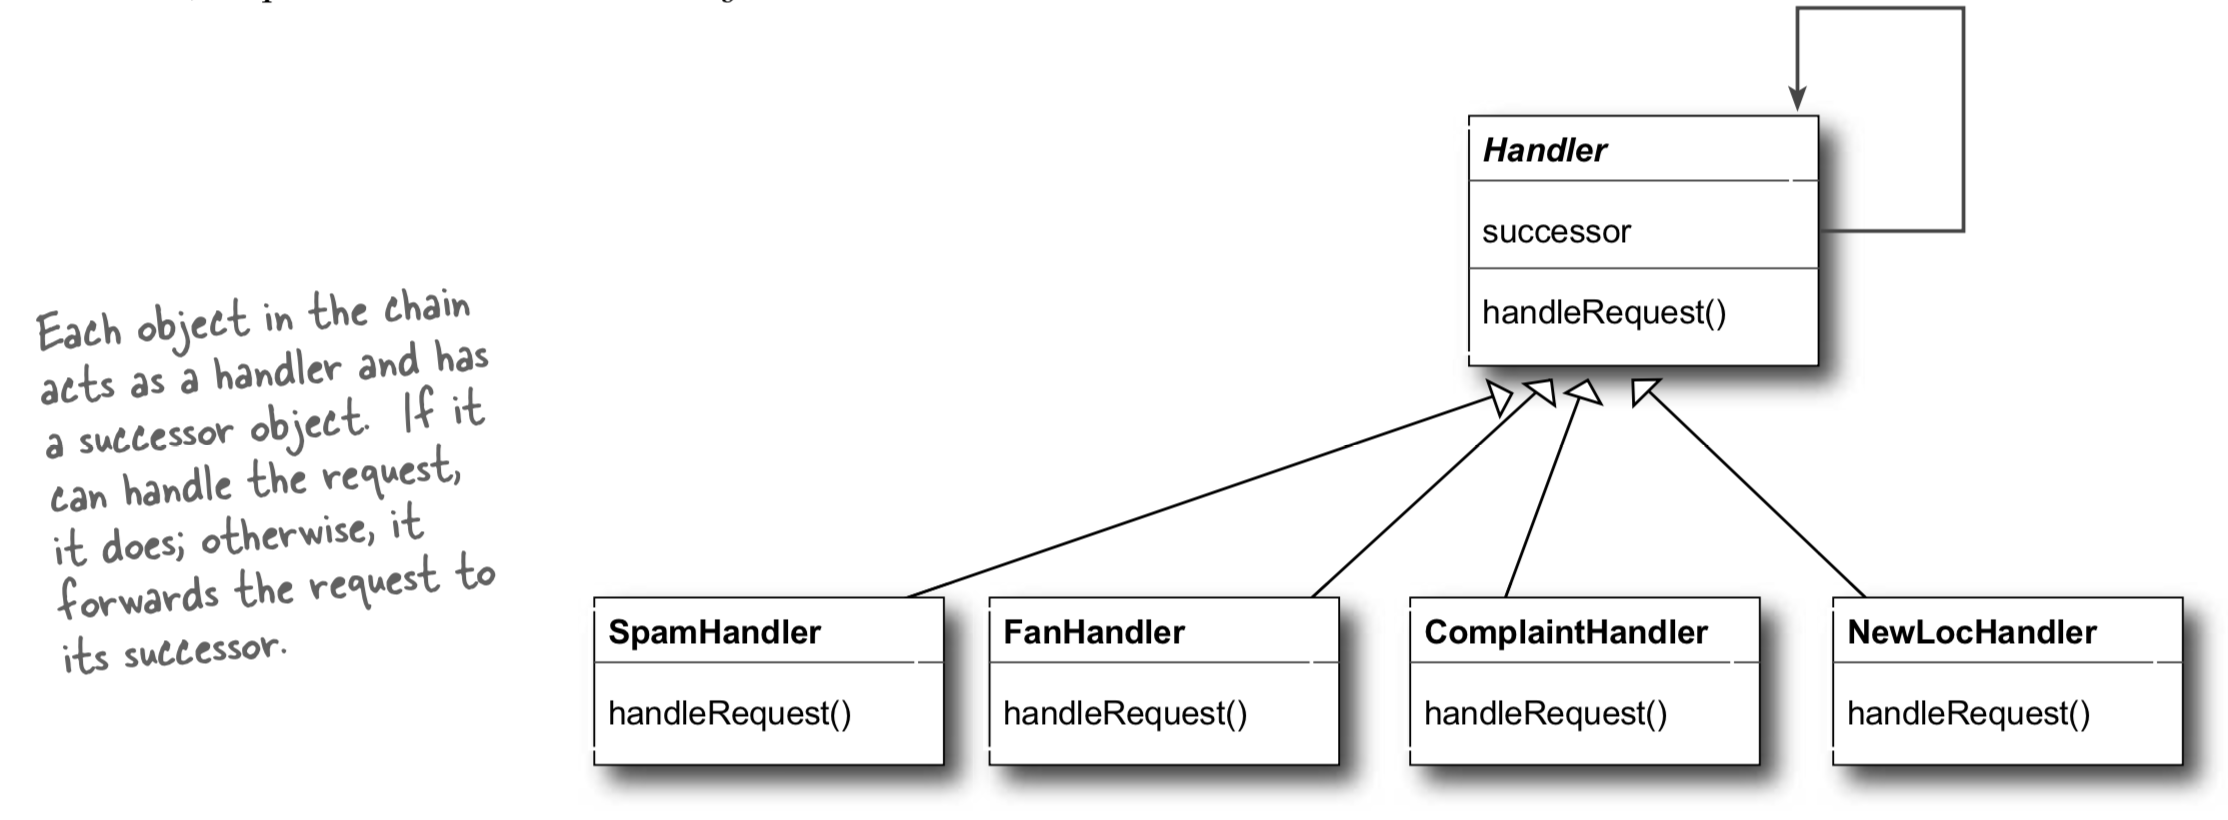 Handler
successor
handleRequest()
Each object in the chain
acts as a handler and has
a successor object. If it
can handle the request,
it does; otherwise, it
forwards the request to
its successor.
SpamHandler
handleRequest()
FanHandler
handleRequest()
ComplaintHandler
handleRequest()
NewLocHandler
handleRequest()